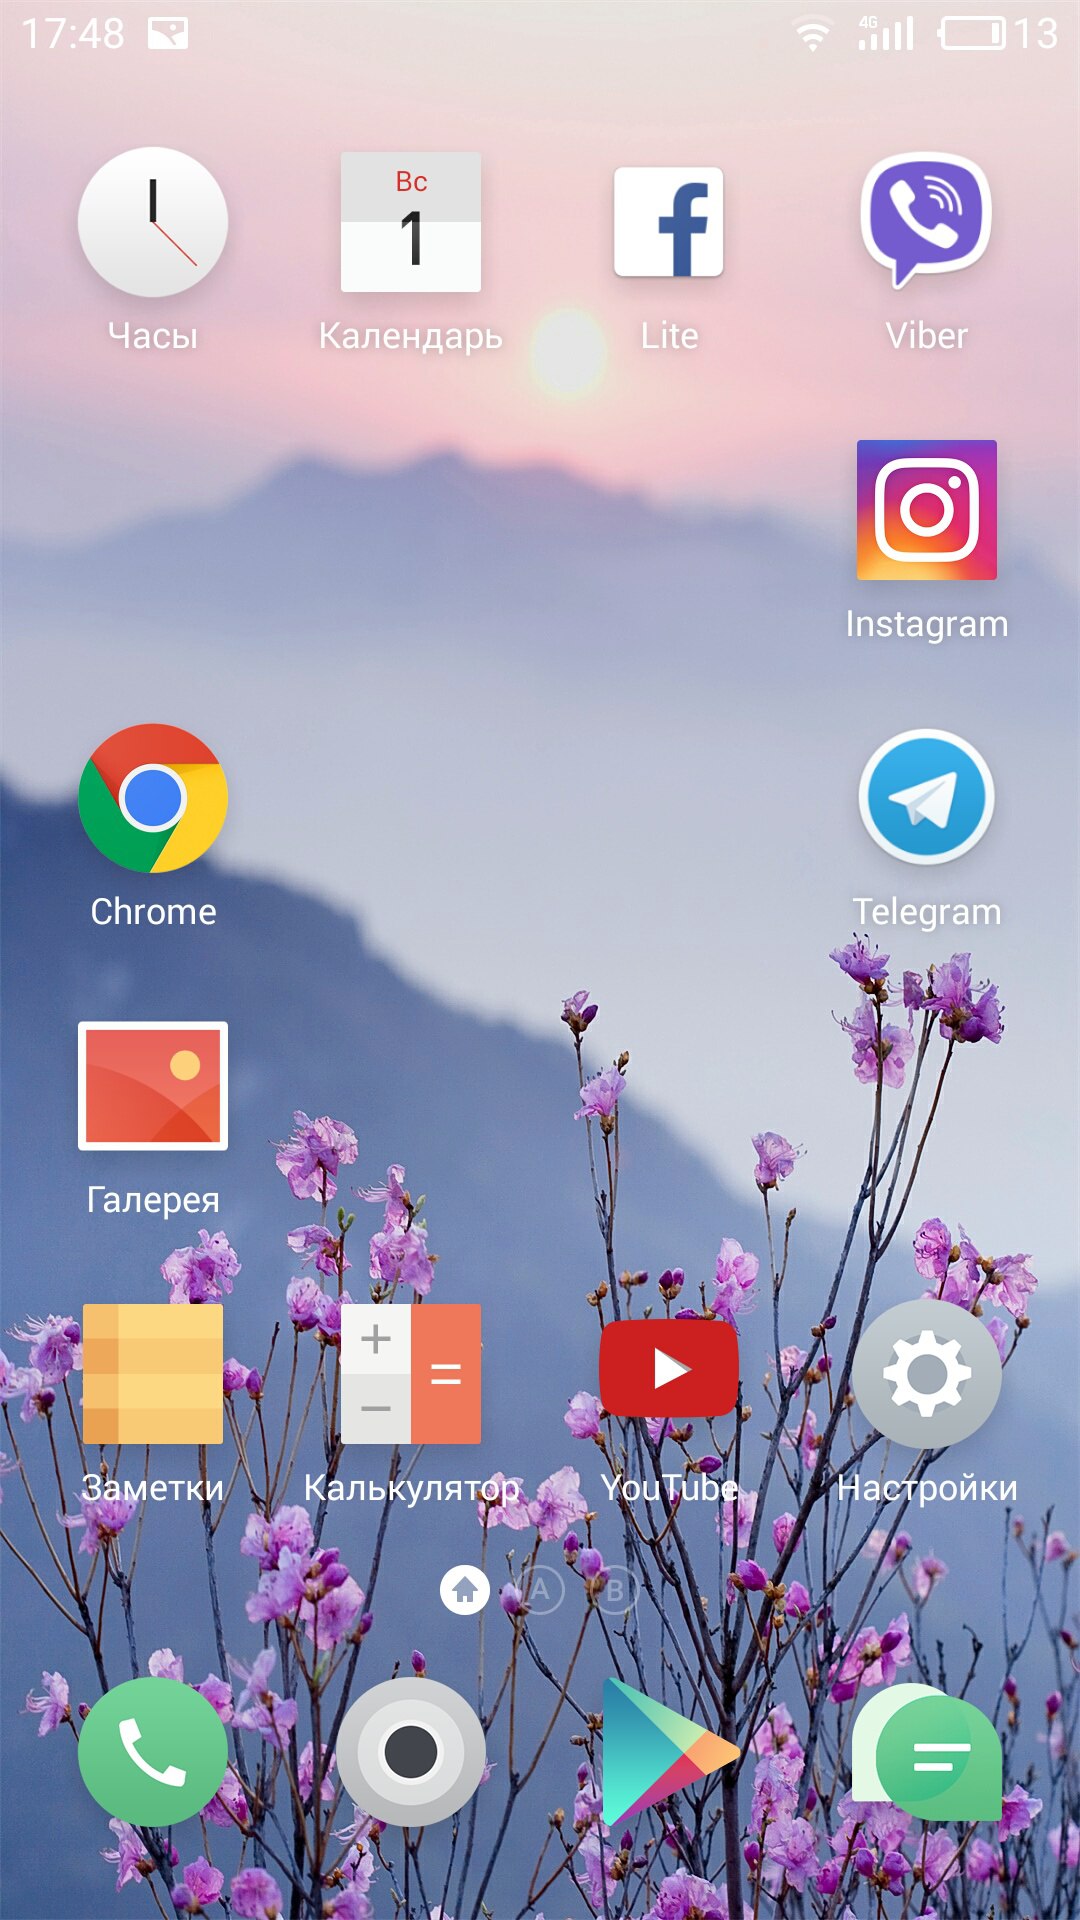 17:48
4G
13
Вс
1
Часы
Календарь
Lite
Viber
Instagram
Chrome
Telegram
Галерея
Заметки
Калькулятор
YouTube
Настройки
A
B